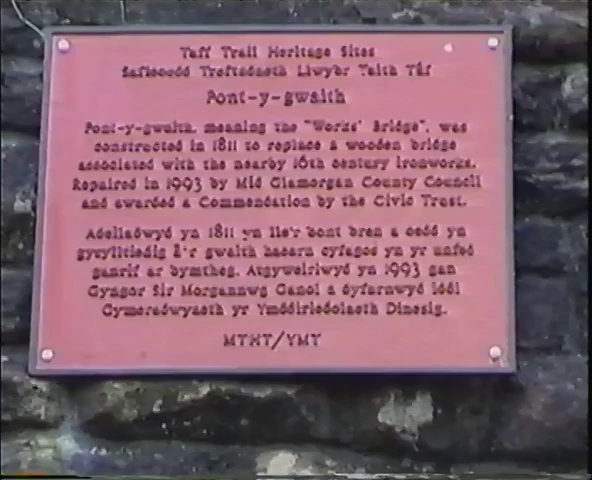 Taff Trail Heritage Sites
Safleoedd Treftadaeth Llwybr Taith Tâf
Pont-y-gwaith
Pont-y-gwaith, meaning the "Works' Bridge", was
constructed in 1811 to replace a wooden bridge
associated with the nearby 16th century ironworks.
Repaired in 1993 by Mid Glamorgan County Council
and awarded a Commendation by the Civic Trust.
Adeiladwyd yn 1811 yn lle'r bont bren a oedd yn
gysylltiedig â'r gwaith haearn cyfagos yn yr unfed
ganrif ar bymtheg. Atgyweiriwyd yn 1993 gan
Gyngor Sir Morgannwg Ganol a dyfarnwyd iddi
Cymeradwyaeth yr Ymddiriedolaeth Dinesig.
MTHT/YMT